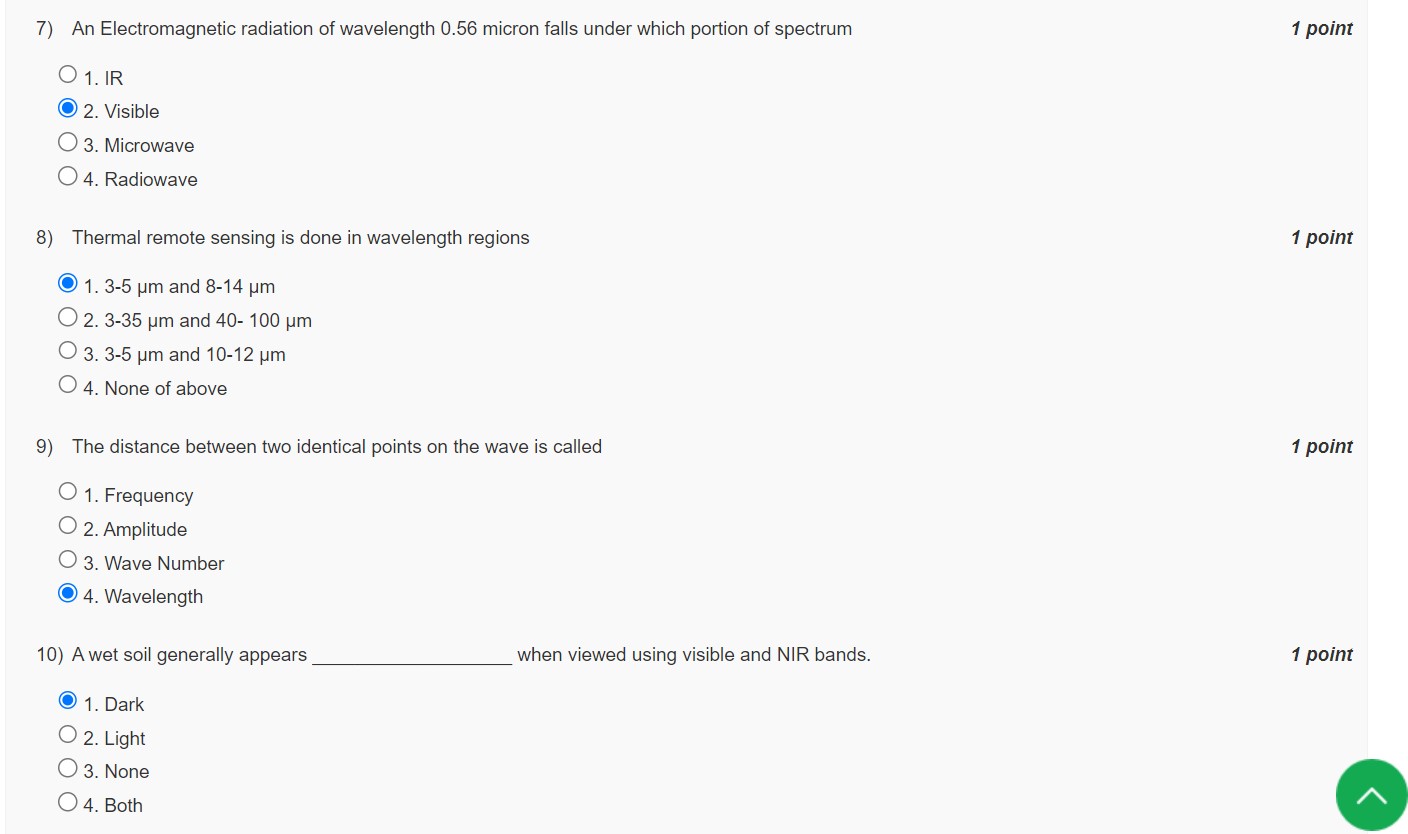 7) An Electromagnetic radiation of wavelength 0.56 micron falls under which portion of spectrum 1 point
1. IR
2. Visible
3. Microwave
4. Radiowave
8) Thermal remote sensing is done in wavelength regions 1 point
1. 3-5 μm and 8-14 μm
2. 3-35 μm and 40- 100 μm
3. 3-5 μm and 10-12 μm
4. None of above
9) The distance between two identical points on the wave is called 1 point
1. Frequency
2. Amplitude
3. Wave Number
4. Wavelength
10) A wet soil generally appears ___________________ when viewed using visible and NIR bands. 1 point
1. Dark
2. Light
3. None
4. Both